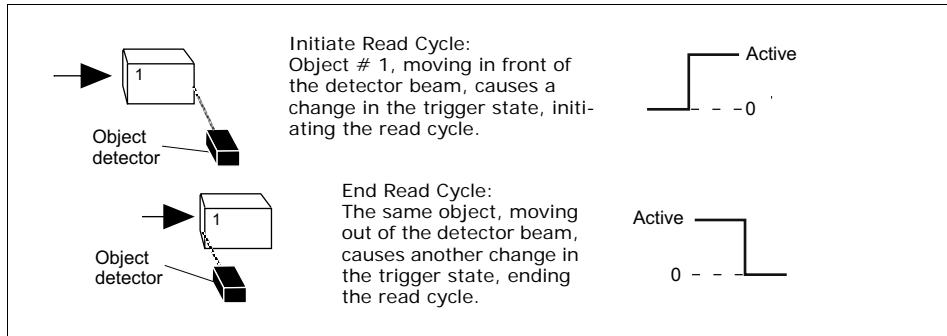 1
Object
detector
Initiate Read Cycle:
Object # 1, moving in front of
the detector beam, causes a
change in the trigger state, initi-
ating the read cycle.
Active
0
1
Object
detector
End Read Cycle:
The same object, moving
out of the detector beam,
causes another change in
the trigger state, ending
the read cycle.
Active
0